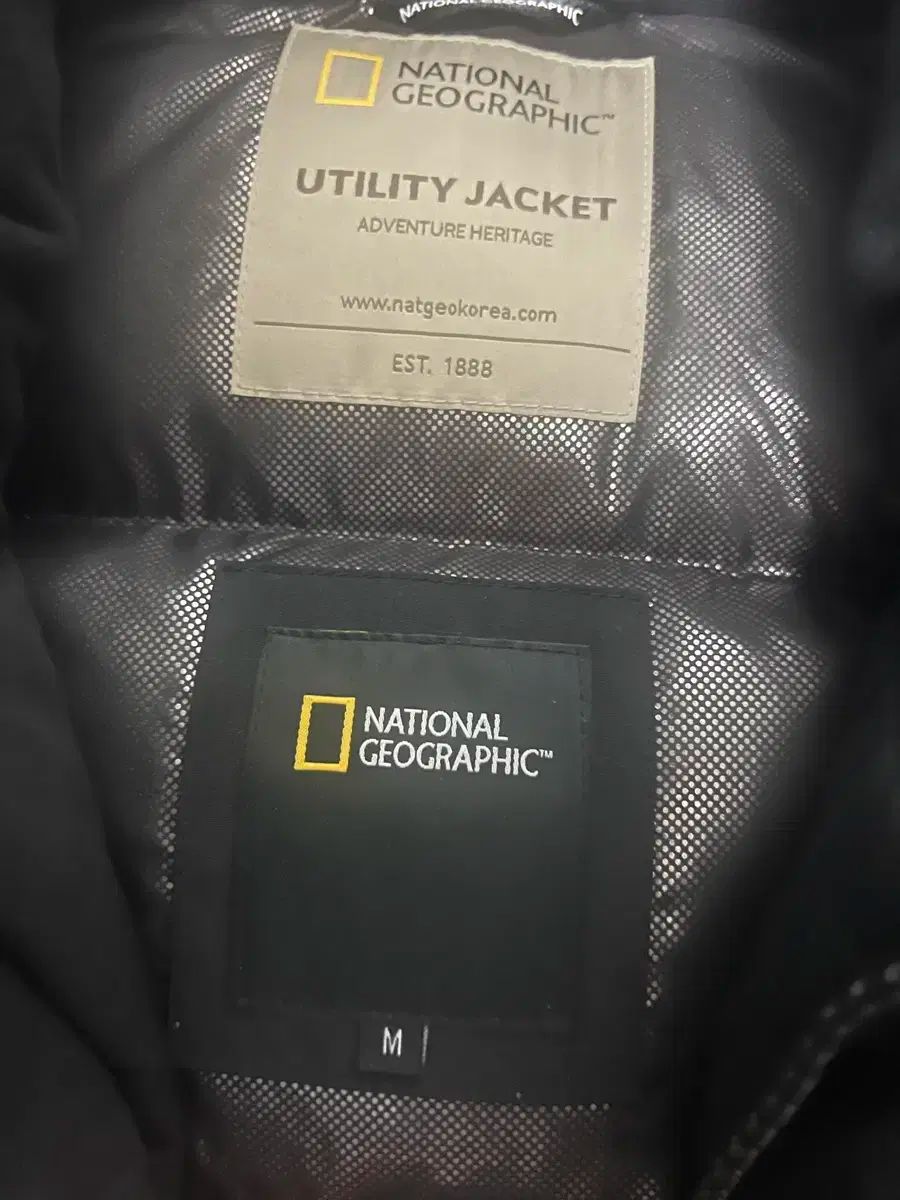 NATIONAL GEOGRAPHIC
NATIONAL
GEOGRAPHIC™
UTILITY JACKET
ADVENTURE HERITAGE
www.natgeokorea.com
EST. 1888
NATIONAL
GEOGRAPHIC™
M